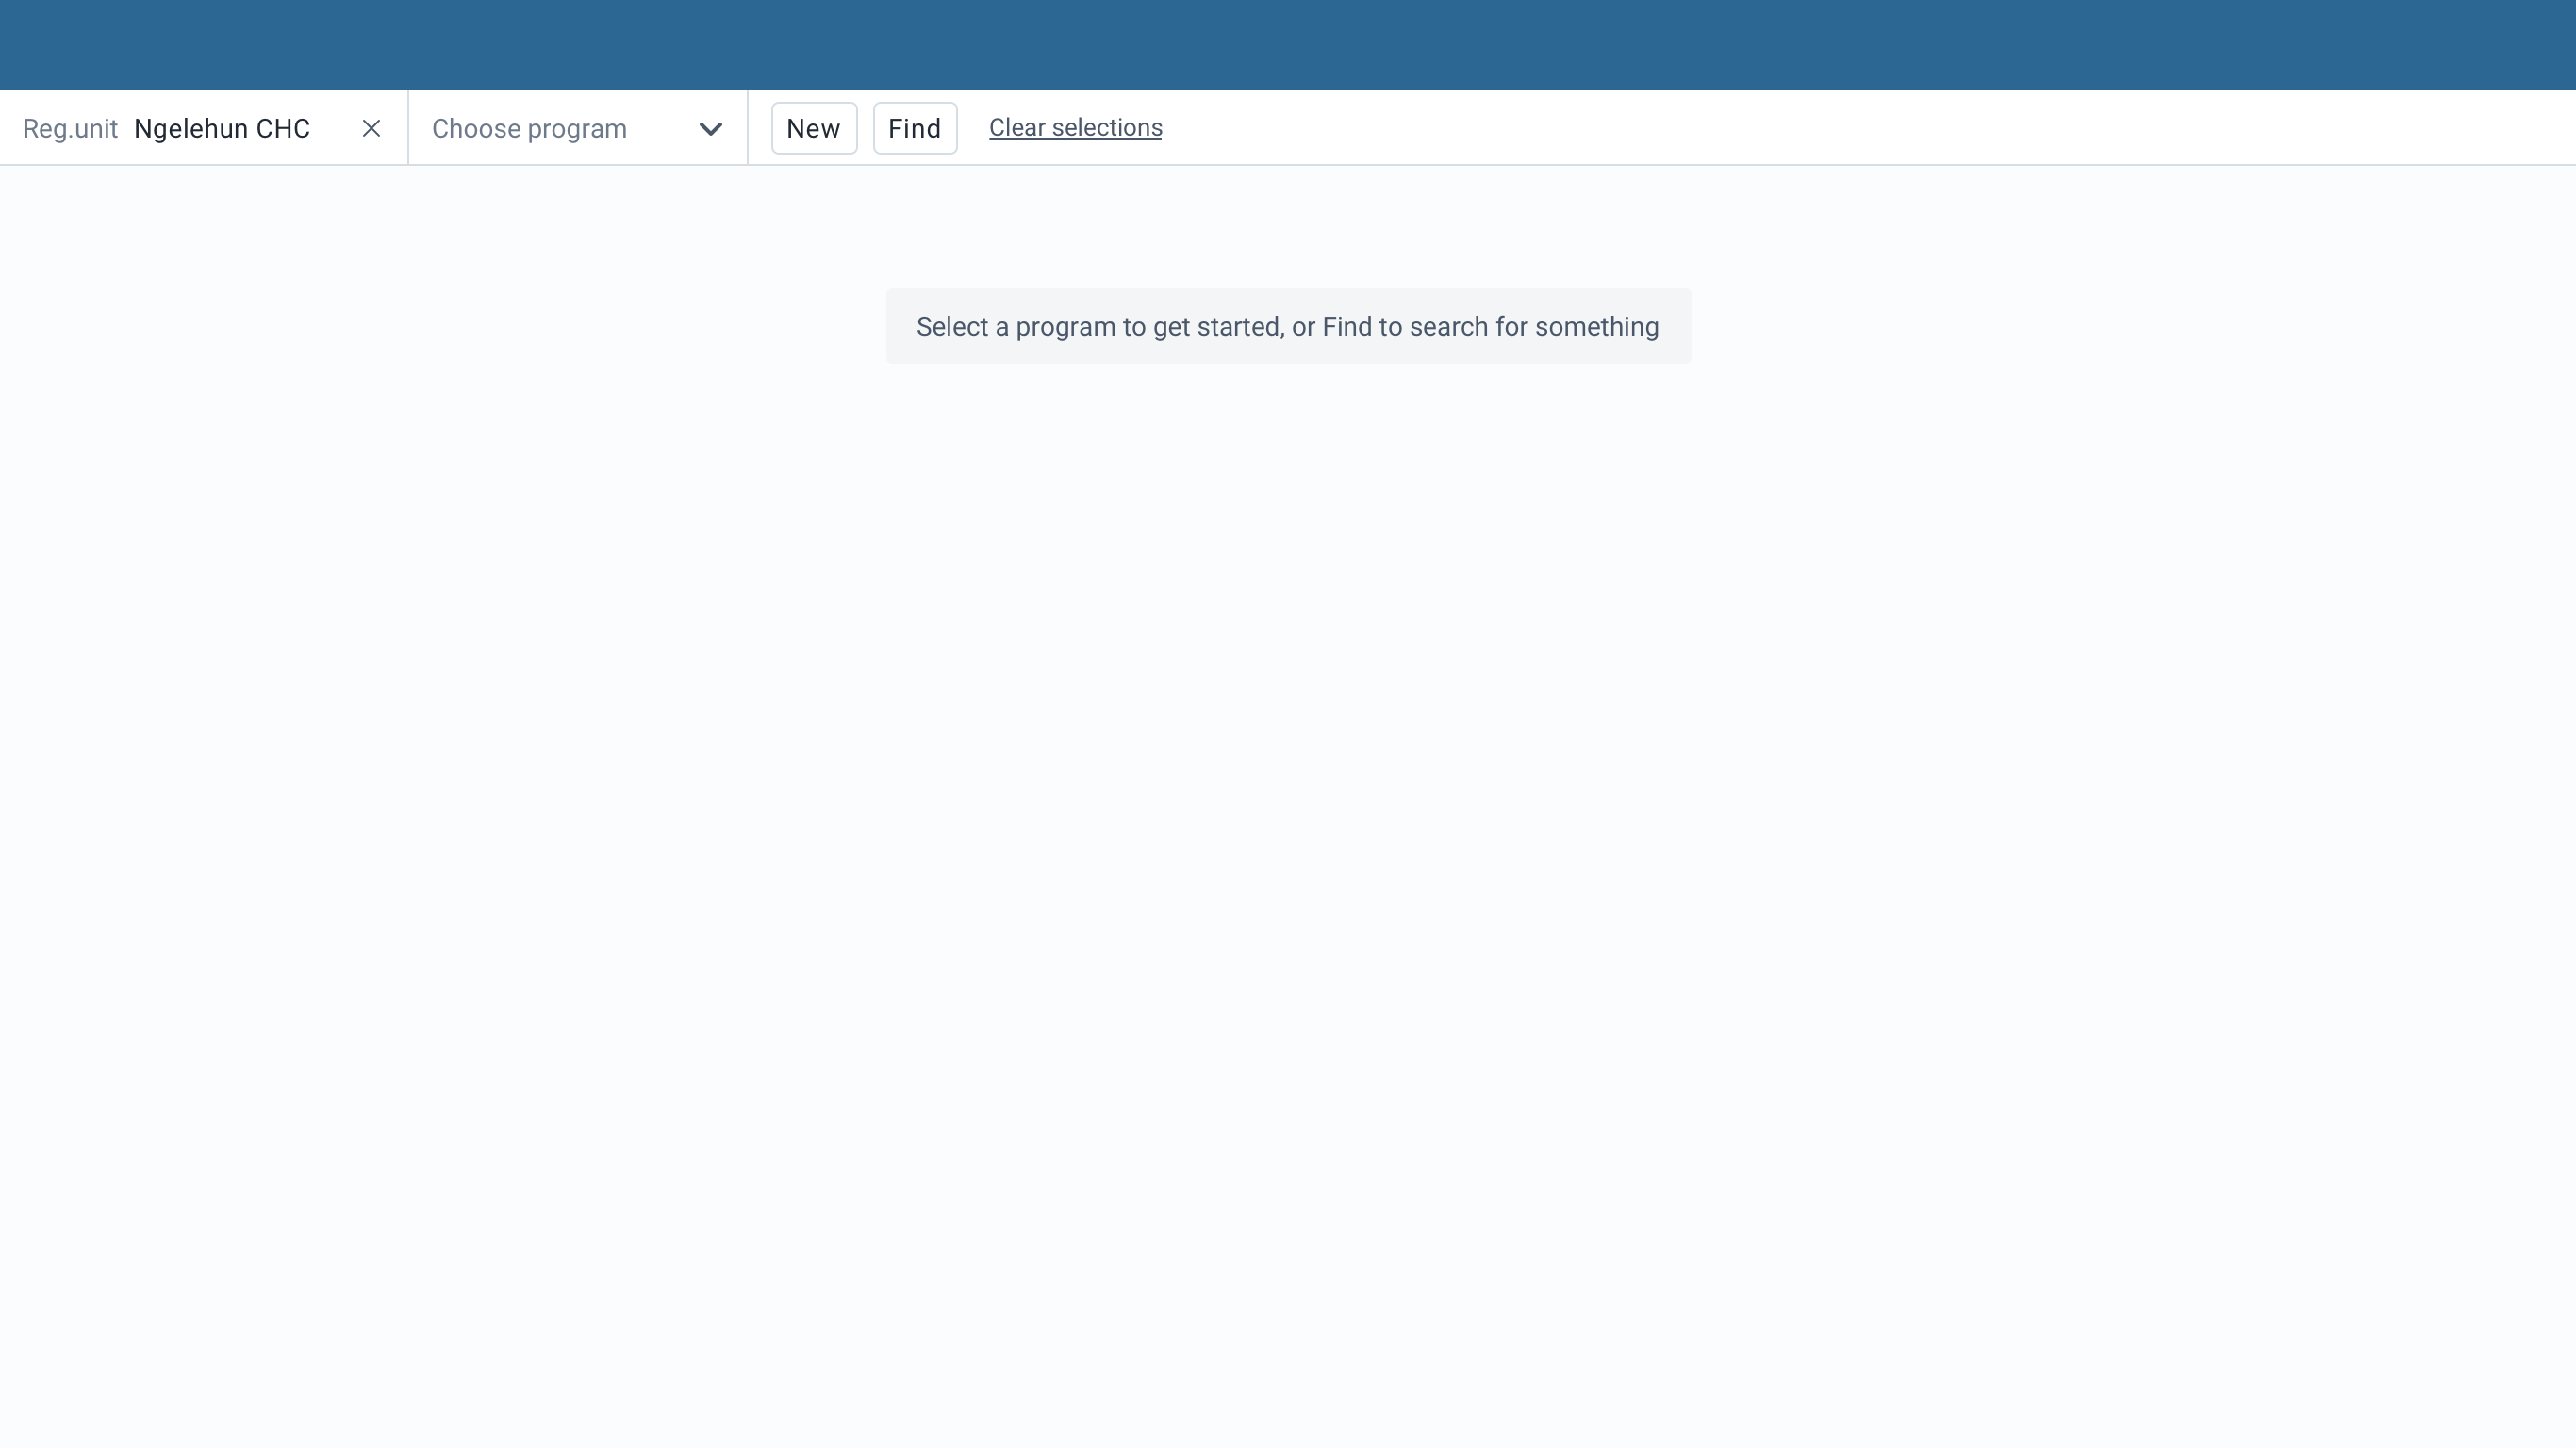 Reg.unit Ngelehun CHC Choose program New Find Clear selections
Select a program to get started, or Find to search for something